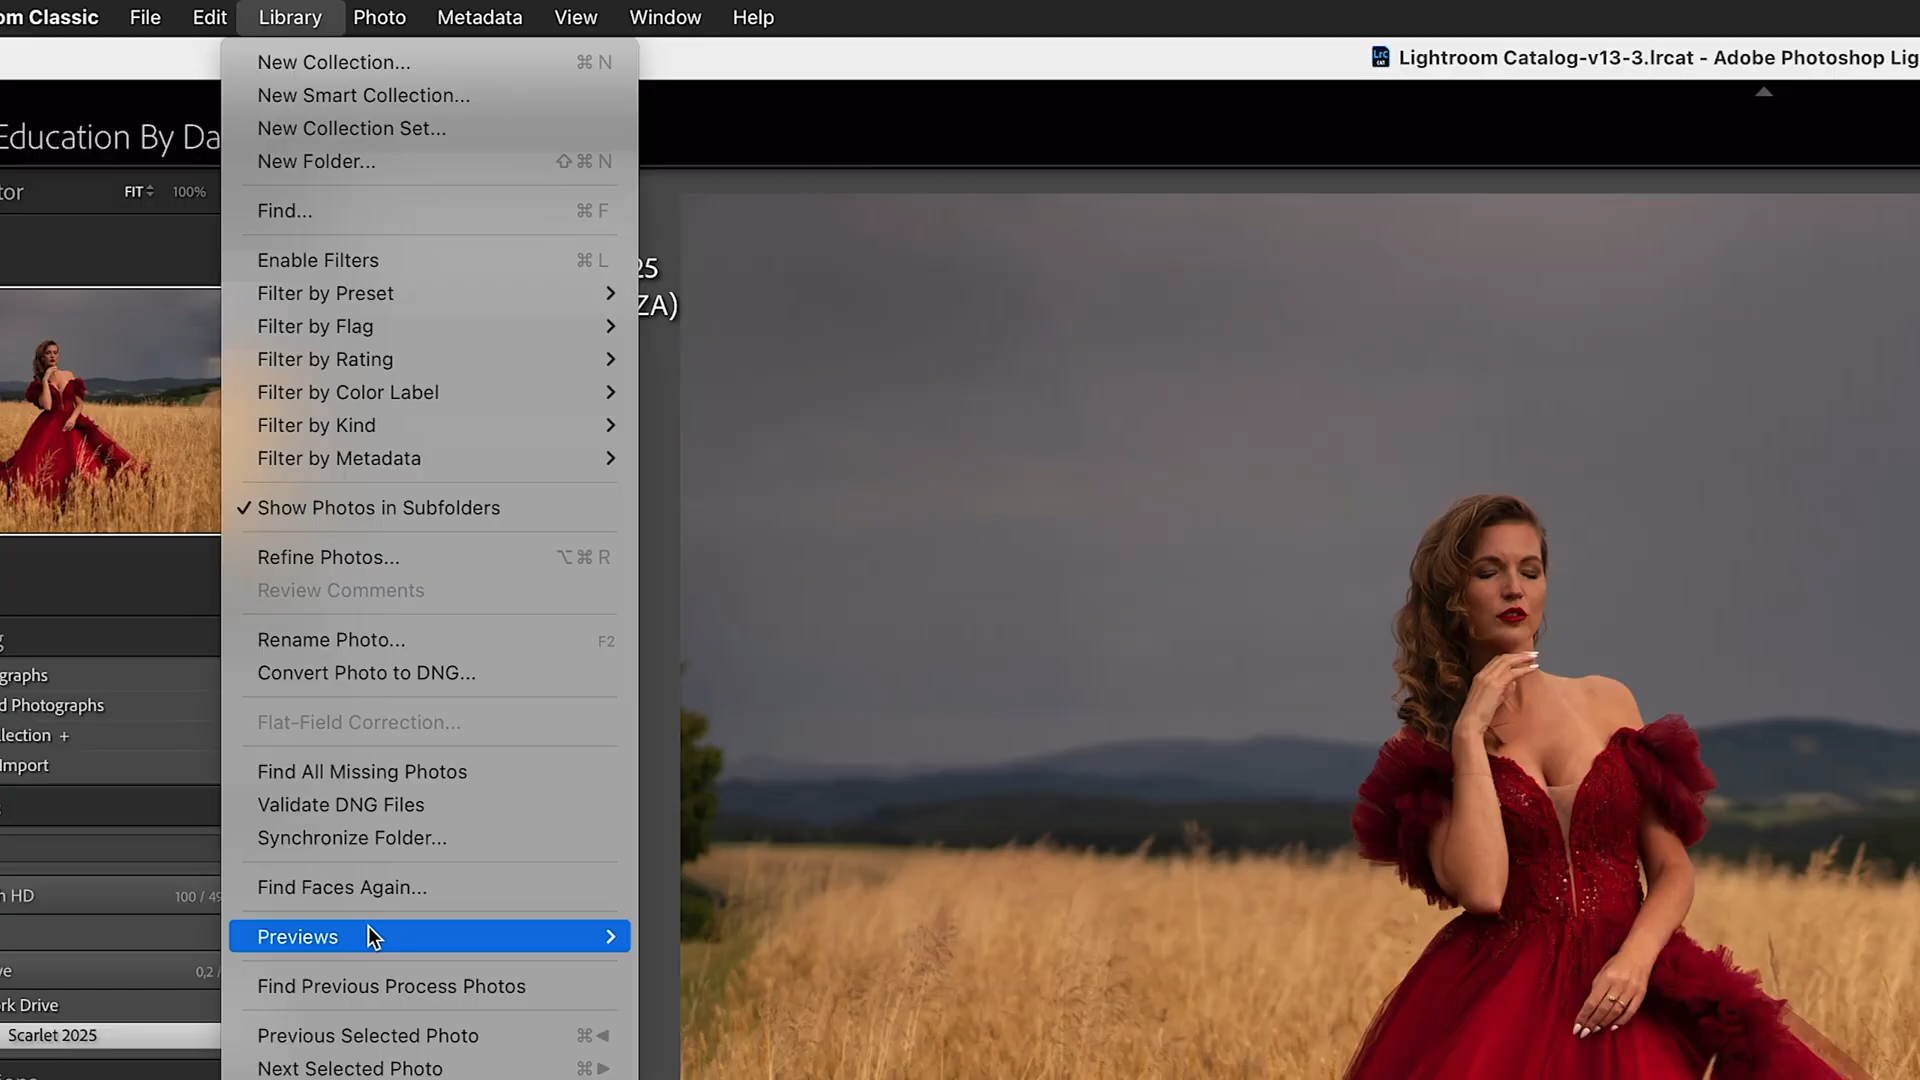 om Classic File Edit Library Photo Metadata View Window Help
Lightroom Catalog-v13-3.lrcat - Adobe Photoshop Lig
Education By Da
tor FIT 100%
25
ZA)
graphs
d Photographs
llection +
Import
n HD 100 / 49
ve 0,2 /
rk Drive
Scarlet 2025
New Collection... ⌘ N
New Smart Collection...
New Collection Set...
New Folder... ⇧ ⌘ N
Find... ⌘ F
Enable Filters ⌘ L
Filter by Preset
Filter by Flag
Filter by Rating
Filter by Color Label
Filter by Kind
Filter by Metadata
✓ Show Photos in Subfolders
Refine Photos... ⌥ ⌘ R
Review Comments
Rename Photo... F2
Convert Photo to DNG...
Flat-Field Correction...
Find All Missing Photos
Validate DNG Files
Synchronize Folder...
Find Faces Again...
Previews
Find Previous Process Photos
Previous Selected Photo ⌘ ◀
Next Selected Photo ⌘ ▶